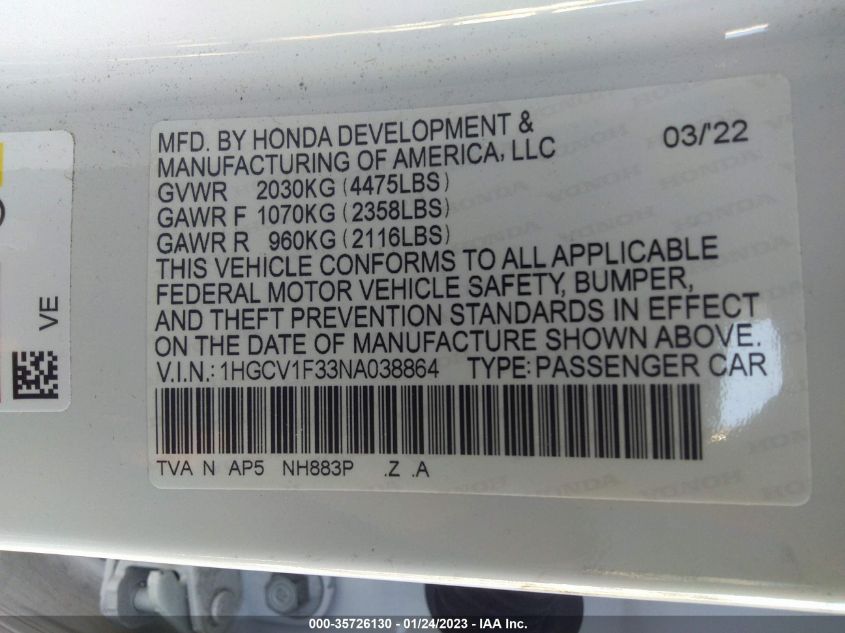 MFD. BY HONDA DEVELOPMENT &
MANUFACTURING OF AMERICA, LLC
03/'22
GVWR 2030KG (4475LBS)
GAWR F 1070KG (2358LBS)
GAWR R 960KG (2116LBS)
THIS VEHICLE CONFORMS TO ALL APPLICABLE
FEDERAL MOTOR VEHICLE SAFETY, BUMPER,
AND THEFT PREVENTION STANDARDS IN EFFECT
ON THE DATE OF MANUFACTURE SHOWN ABOVE.
V.I.N.: 1HGCV1F33NA038864 TYPE: PASSENGER CAR
TVA N AP5 NH883P .Z .A
VE
000-35726130 - 01/24/2023 - IAA Inc.